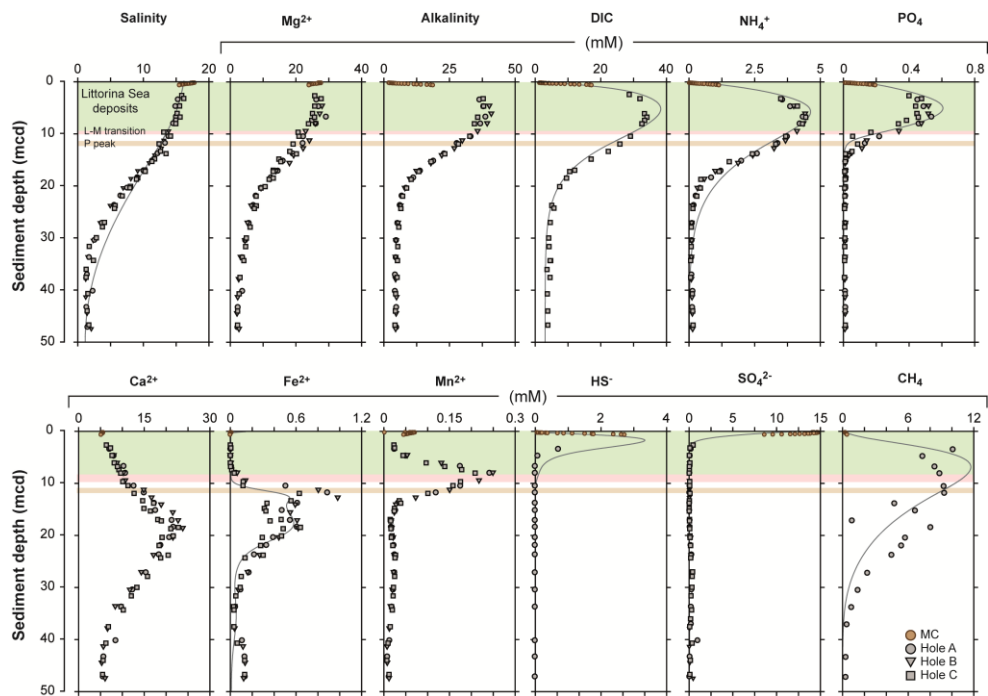 Salinity Mg2+ Alkalinity DIC NH4+ PO4
(mM)
0 10 20 0 20 40 0 25 50 0 20 40 0 3 6 0 0.4 0.8
Sediment depth (mcd)
0
10
20
30
40
50
Littorina Sea
deposits
L-M transition
P peak
Ca2+ Fe2+ Mn2+ HS- SO42- CH4
(mM)
0 15 30 0 0.6 1.2 0 0.15 0.3 0 2 4 0 5 10 15 0 6 12
Sediment depth (mcd)
0
10
20
30
40
50
MC
Hole A
Hole B
Hole C